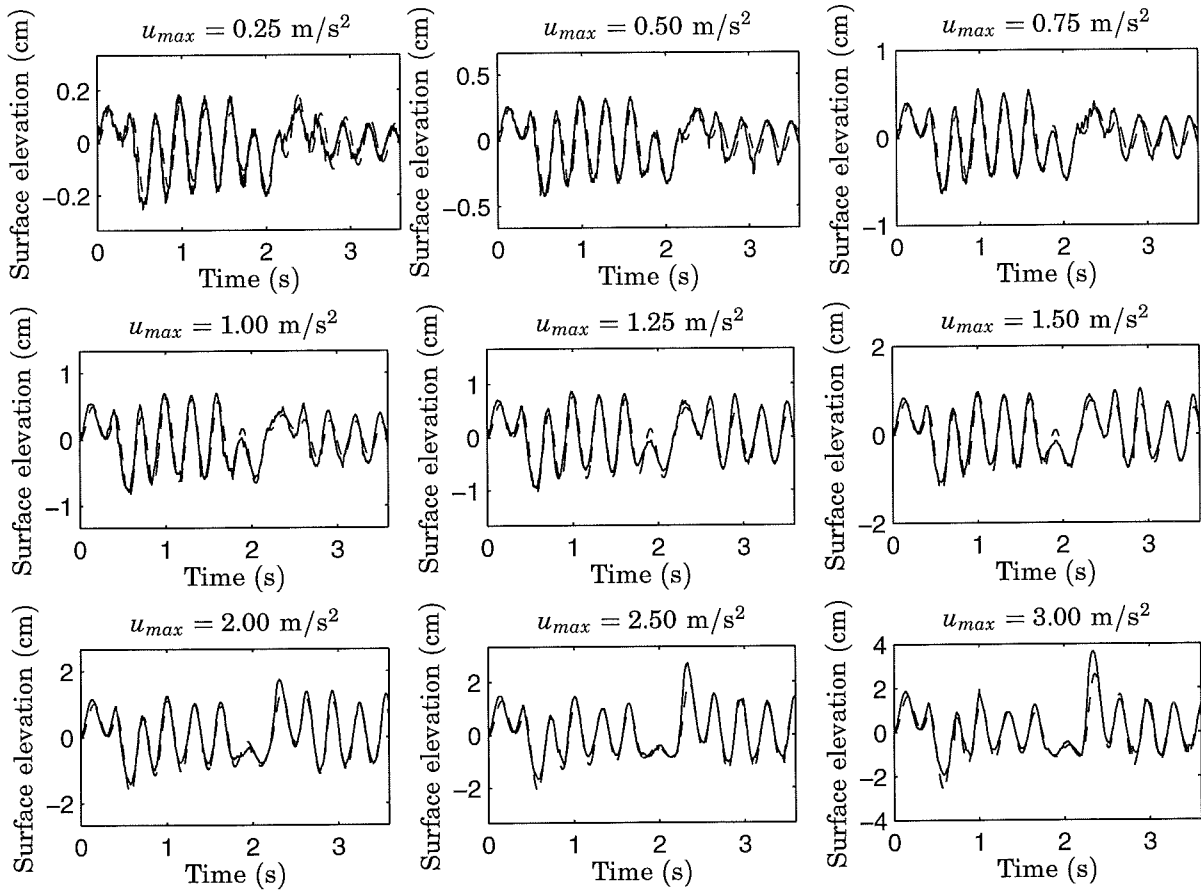 u_max = 0.25 m/s²
u_max = 0.50 m/s²
u_max = 0.75 m/s²
Surface elevation (cm)
0.2
0
−0.2
0 1 2 3
Time (s)
Surface elevation (cm)
0.5
0
−0.5
0 1 2 3
Time (s)
Surface elevation (cm)
1
0
−1
0 1 2 3
Time (s)
u_max = 1.00 m/s²
u_max = 1.25 m/s²
u_max = 1.50 m/s²
Surface elevation (cm)
1
0
−1
0 1 2 3
Time (s)
Surface elevation (cm)
1
0
−1
0 1 2 3
Time (s)
Surface elevation (cm)
2
0
−2
0 1 2 3
Time (s)
u_max = 2.00 m/s²
u_max = 2.50 m/s²
u_max = 3.00 m/s²
Surface elevation (cm)
2
0
−2
0 1 2 3
Time (s)
Surface elevation (cm)
2
0
−2
0 1 2 3
Time (s)
Surface elevation (cm)
4
2
0
−2
−4
0 1 2 3
Time (s)